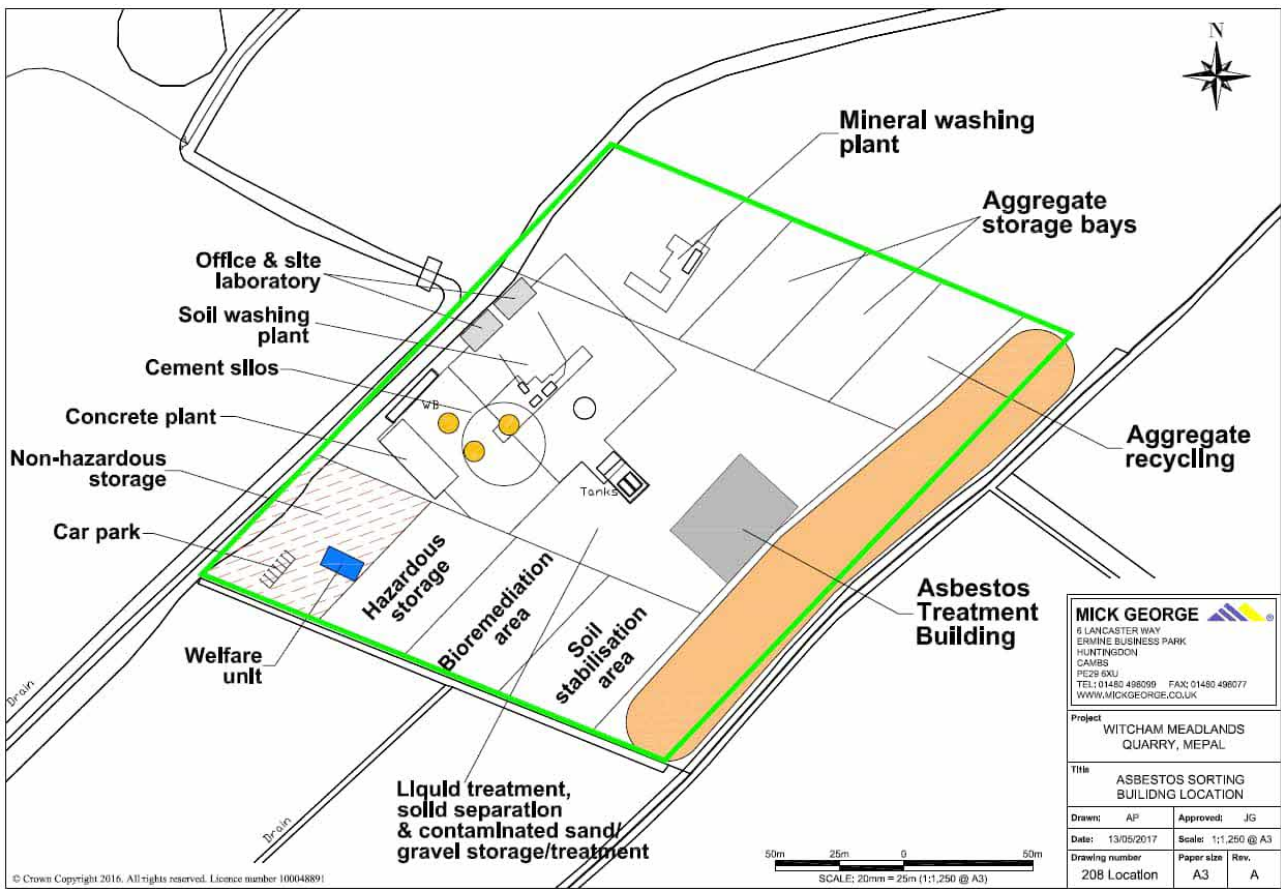 N
Mineral washing
plant
Aggregate
storage bays
Office & site
laboratory
Soil washing
plant
Cement silos
WB
Concrete plant
Non-hazardous
storage
Car park
Tanks
Aggregate
recycling
Hazardous
storage
Bioremediation
area
Soil
stabilisation
area
Asbestos
Treatment
Building
Welfare
unit
Drain
Drain
Liquid treatment,
solid separation
& contaminated sand/
gravel storage/treatment
50m 25m 0 50m
SCALE: 20mm = 25m (1:1,250 @ A3)
© Crown Copyright 2016. All rights reserved. Licence number 100048891
MICK GEORGE ®
6 LANCASTER WAY
ERMINE BUSINESS PARK
HUNTINGDON
CAMBS
PE29 6XU
TEL: 01480 498099 FAX: 01480 498077
WWW.MICKGEORGE.CO.UK
Project
WITCHAM MEADLANDS
QUARRY, MEPAL
Title
ASBESTOS SORTING
BUILIDNG LOCATION
Drawn: AP Approved: JG
Date: 13/05/2017 Scale: 1:1,250 @ A3
Drawing number Paper size Rev.
208 Location A3 A